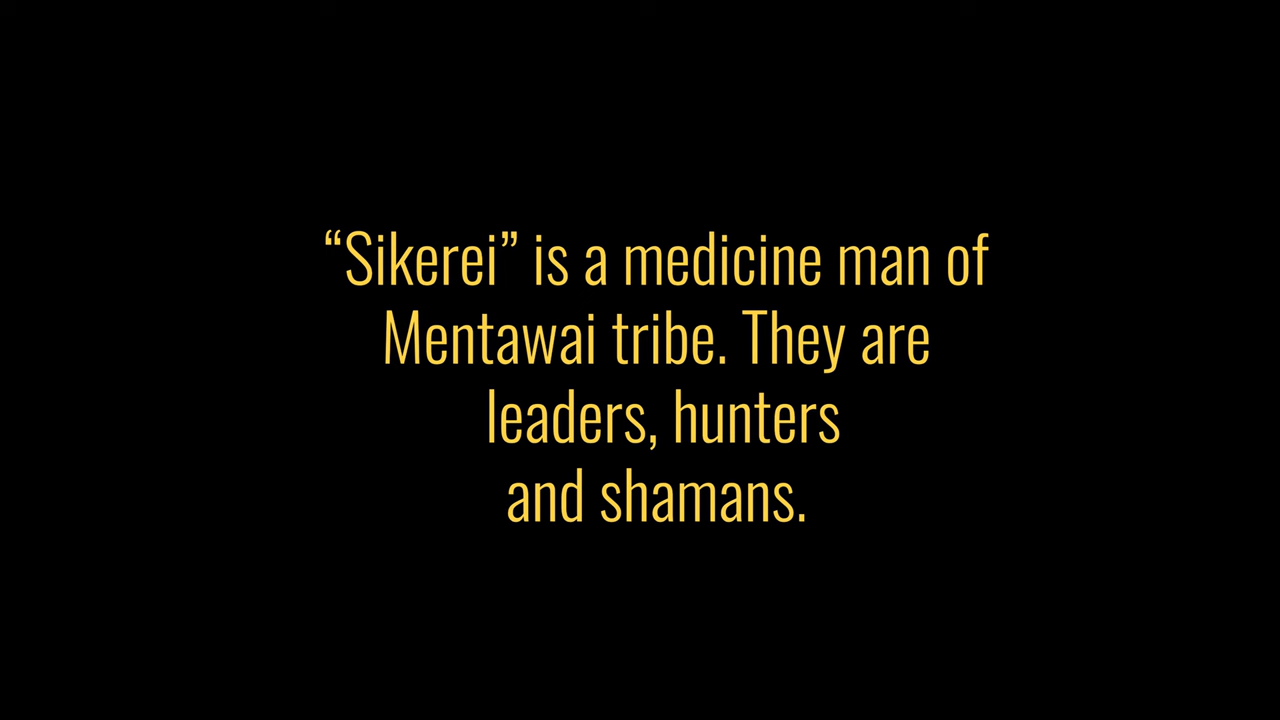 “Sikerei” is a medicine man of
Mentawai tribe. They are
leaders, hunters
and shamans.